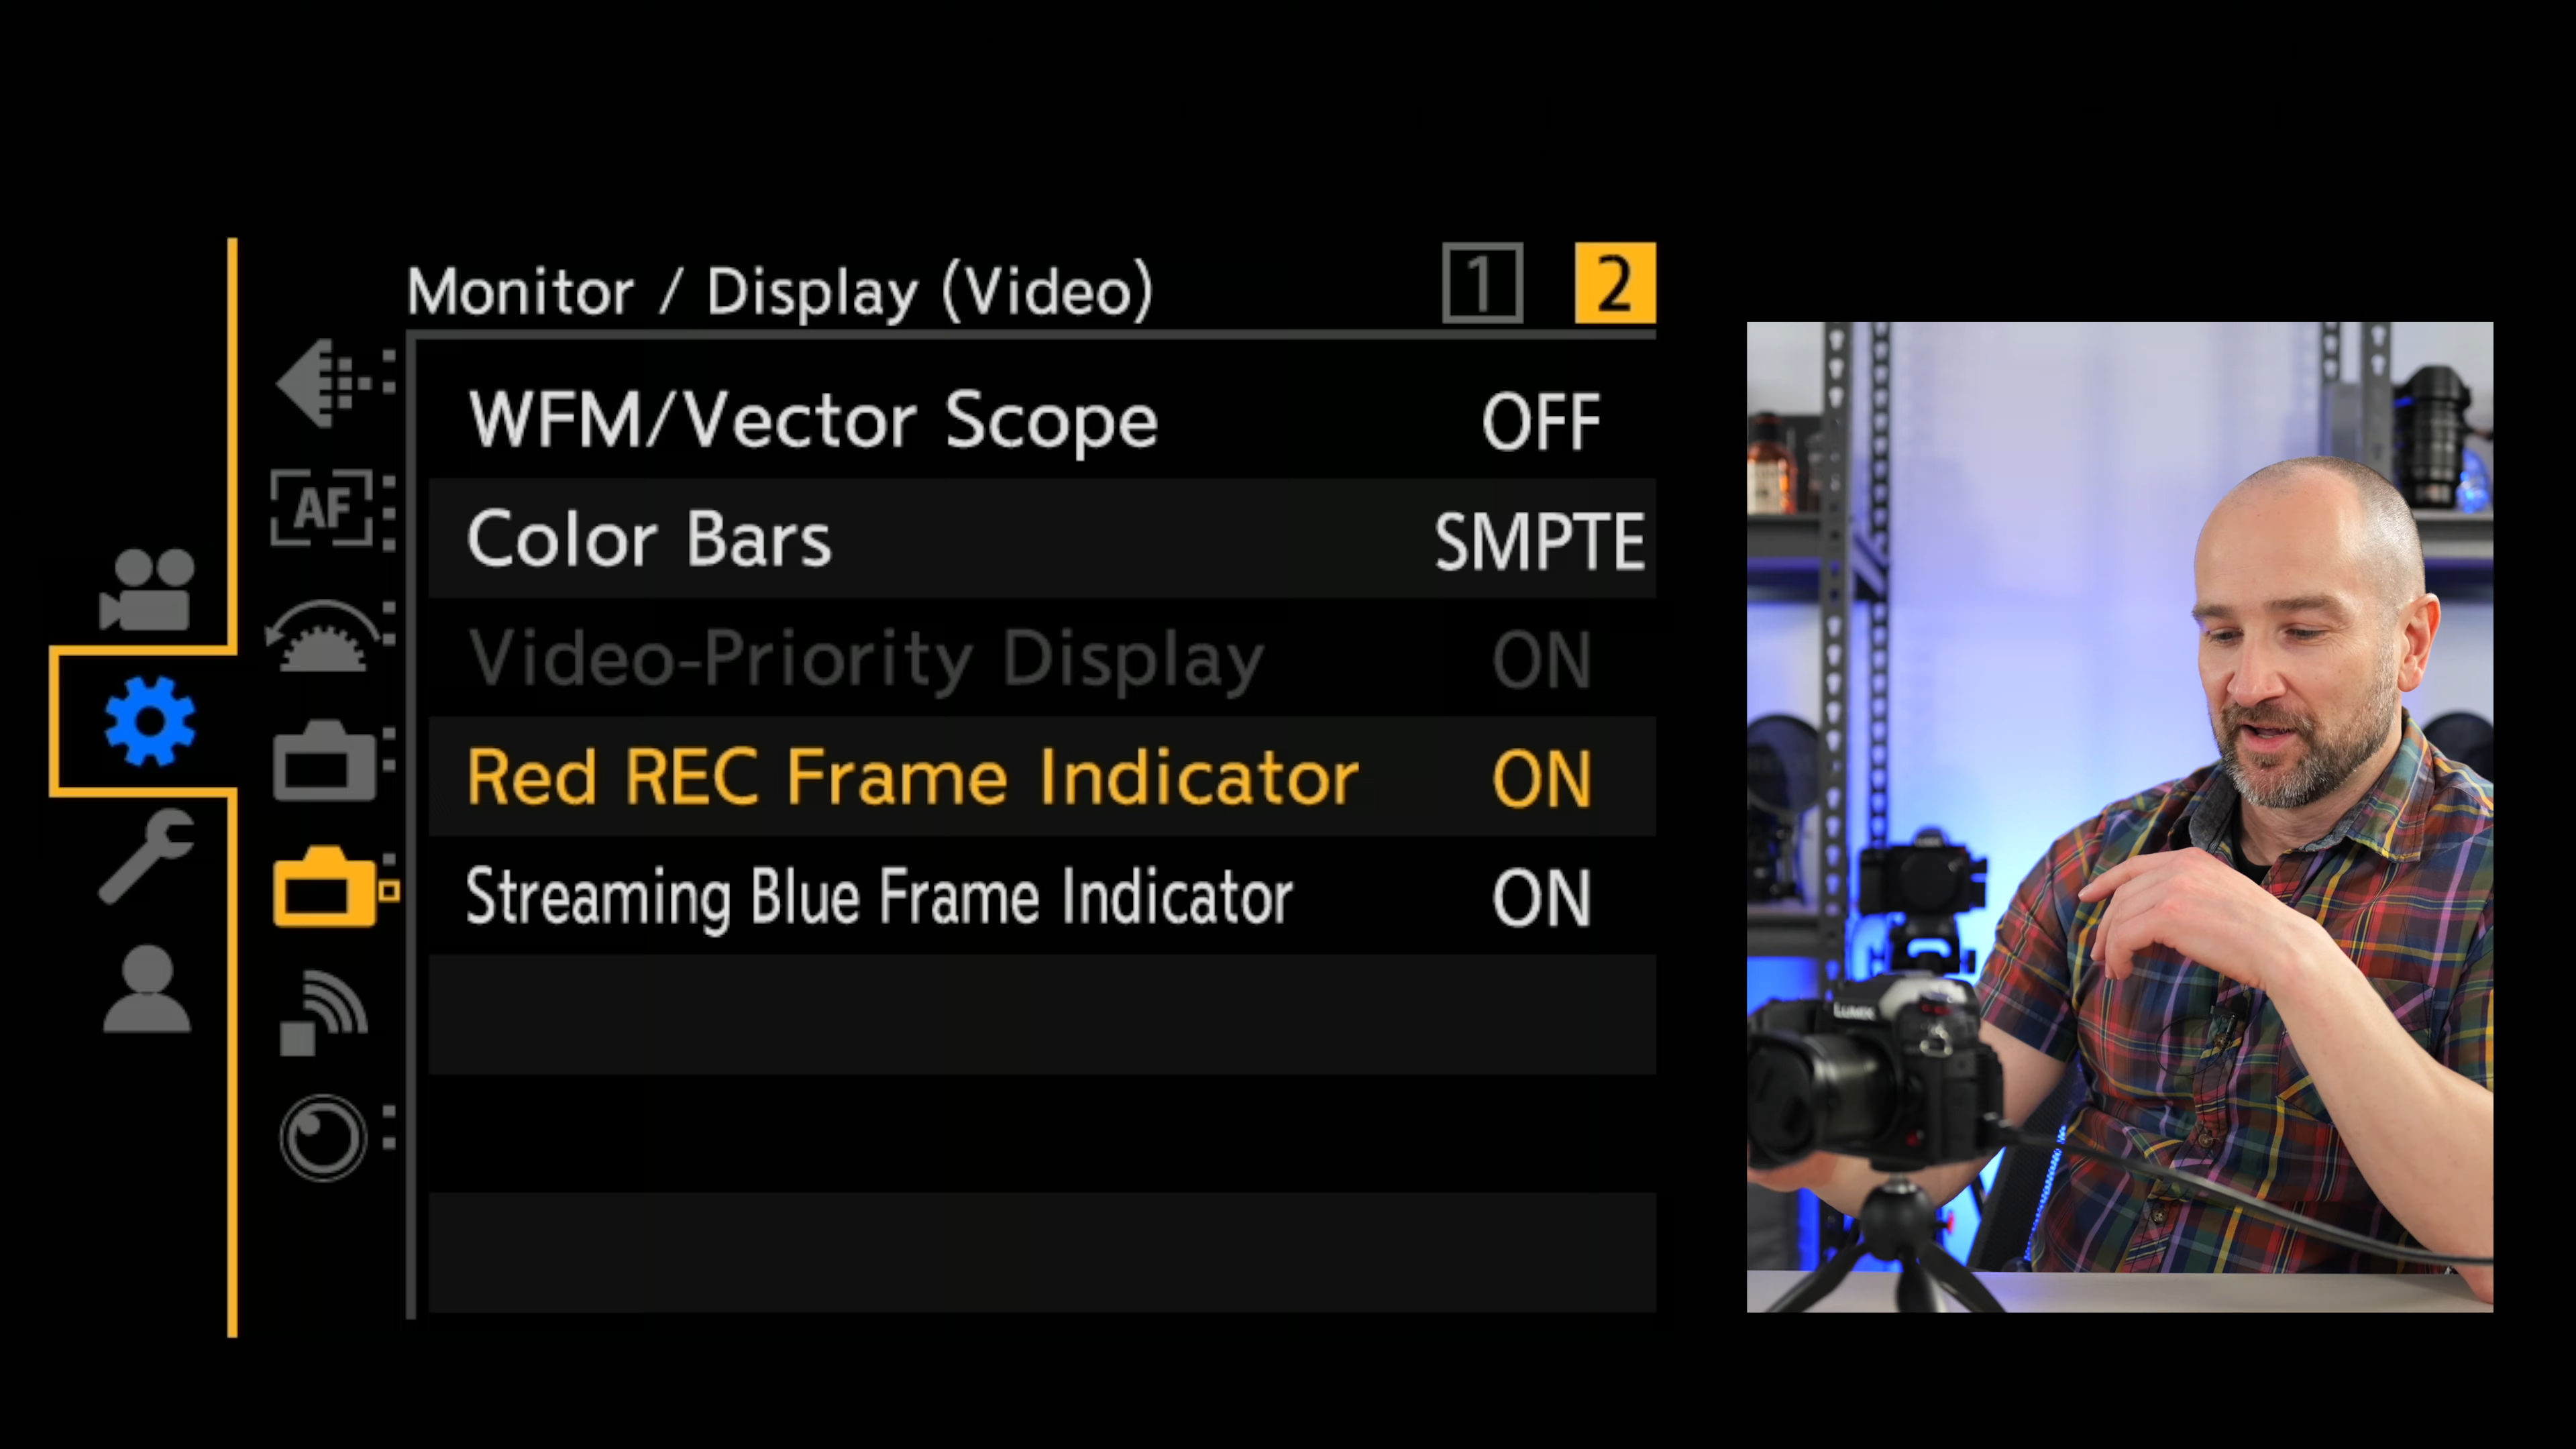 Monitor / Display (Video) 1 2
WFM/Vector Scope OFF
AF
Color Bars SMPTE
Video-Priority Display ON
Red REC Frame Indicator ON
Streaming Blue Frame Indicator ON
LUMIX